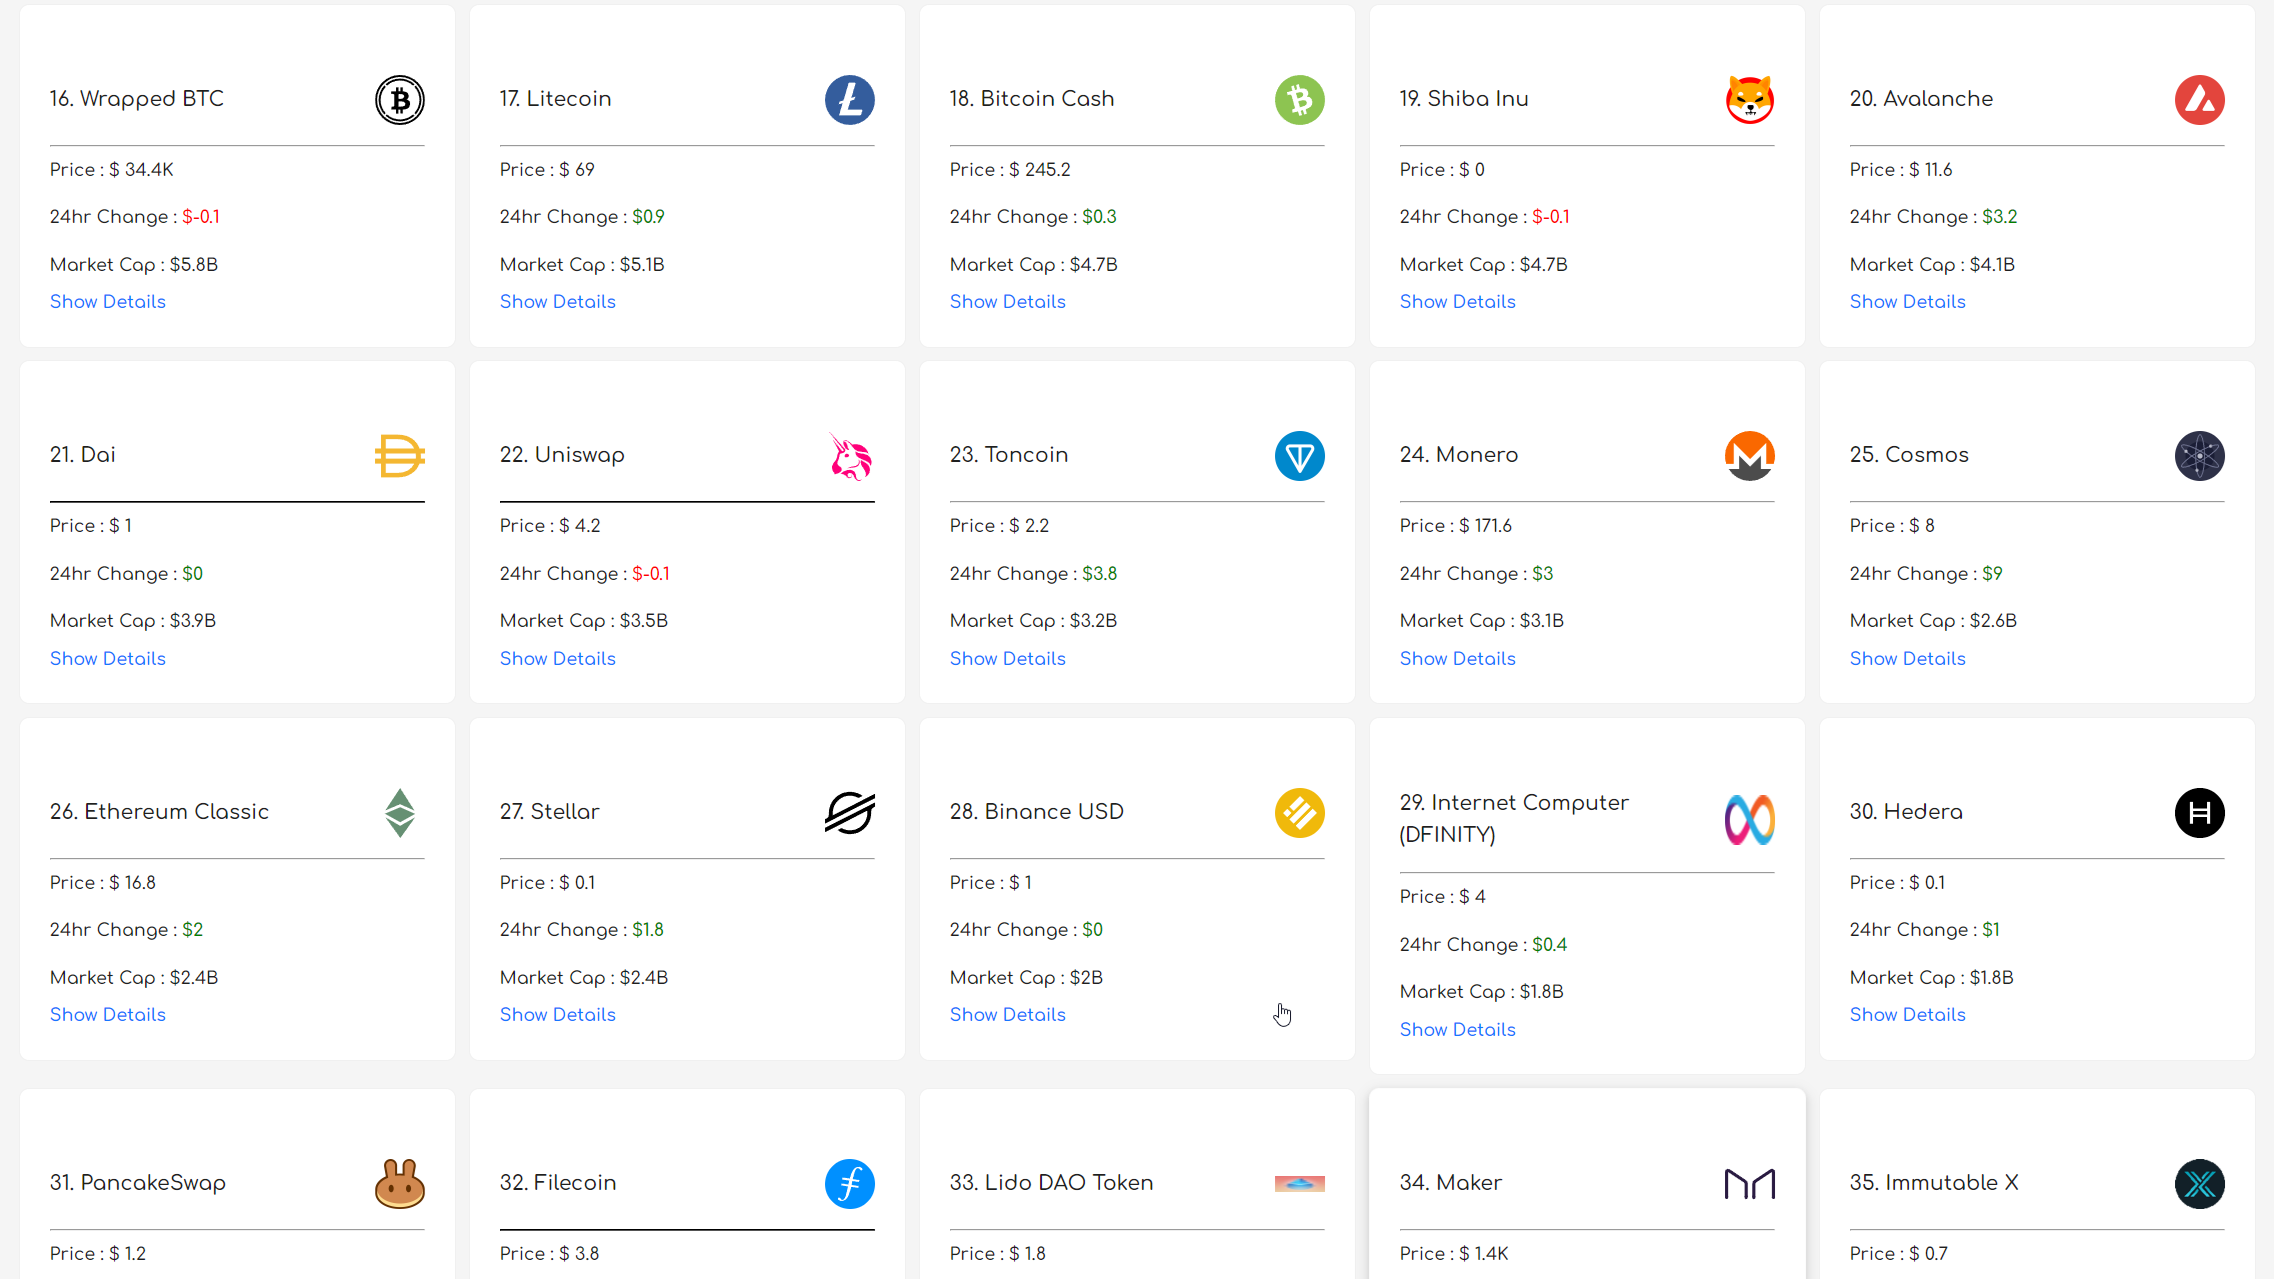 16. Wrapped BTC
Price : $ 34.4K
24hr Change : $-0.1
Market Cap : $5.8B
Show Details
17. Litecoin
Price : $ 69
24hr Change : $0.9
Market Cap : $5.1B
Show Details
18. Bitcoin Cash
Price : $ 245.2
24hr Change : $0.3
Market Cap : $4.7B
Show Details
19. Shiba Inu
Price : $ 0
24hr Change : $-0.1
Market Cap : $4.7B
Show Details
20. Avalanche
Price : $ 11.6
24hr Change : $3.2
Market Cap : $4.1B
Show Details
21. Dai
Price : $ 1
24hr Change : $0
Market Cap : $3.9B
Show Details
22. Uniswap
Price : $ 4.2
24hr Change : $-0.1
Market Cap : $3.5B
Show Details
23. Toncoin
Price : $ 2.2
24hr Change : $3.8
Market Cap : $3.2B
Show Details
24. Monero
Price : $ 171.6
24hr Change : $3
Market Cap : $3.1B
Show Details
25. Cosmos
Price : $ 8
24hr Change : $9
Market Cap : $2.6B
Show Details
26. Ethereum Classic
Price : $ 16.8
24hr Change : $2
Market Cap : $2.4B
Show Details
27. Stellar
Price : $ 0.1
24hr Change : $1.8
Market Cap : $2.4B
Show Details
28. Binance USD
Price : $ 1
24hr Change : $0
Market Cap : $2B
Show Details
29. Internet Computer
(DFINITY)
Price : $ 4
24hr Change : $0.4
Market Cap : $1.8B
Show Details
30. Hedera
Price : $ 0.1
24hr Change : $1
Market Cap : $1.8B
Show Details
31. PancakeSwap
Price : $ 1.2
32. Filecoin
Price : $ 3.8
33. Lido DAO Token
Price : $ 1.8
34. Maker
Price : $ 1.4K
35. Immutable X
Price : $ 0.7